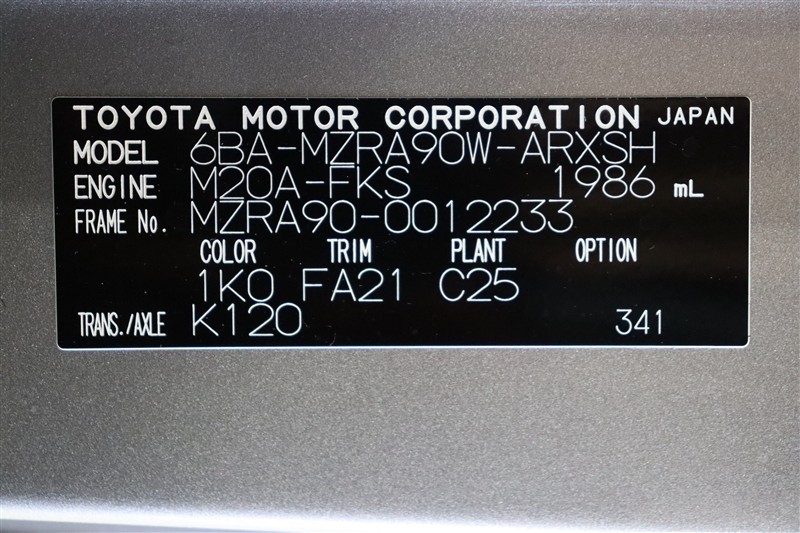 TOYOTA MOTOR CORPORATION JAPAN
MODEL 6BA-MZRA90W-ARXSH
ENGINE M20A-FKS 1986 mL
FRAME No. MZRA90-0012233
COLOR TRIM PLANT OPTION
1K0 FA21 C25
TRANS./AXLE K120 341